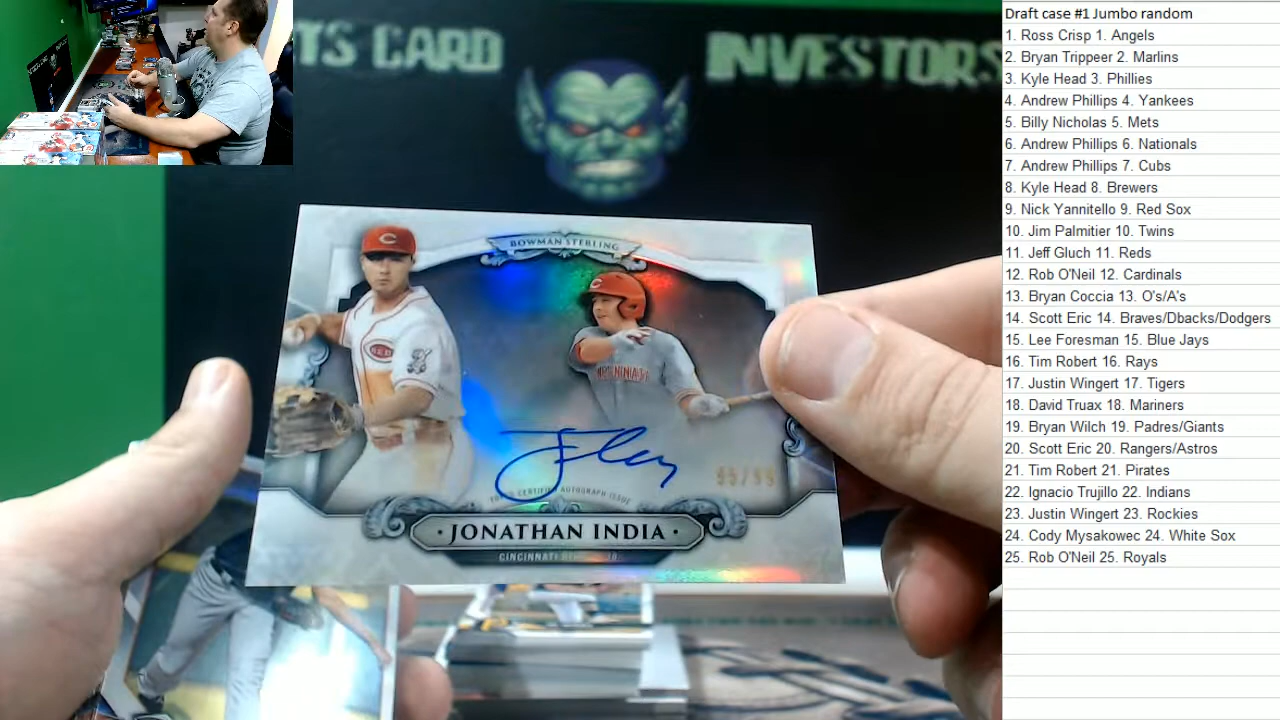 TS CARD INVESTORS
BOWMAN STERLING
REDS
CERTIFIED AUTOGRAPH ISSUE
JONATHAN INDIA
CINCINNATI
Draft case #1 Jumbo random
1. Ross Crisp 1. Angels
2. Bryan Trippeer 2. Marlins
3. Kyle Head 3. Phillies
4. Andrew Phillips 4. Yankees
5. Billy Nicholas 5. Mets
6. Andrew Phillips 6. Nationals
7. Andrew Phillips 7. Cubs
8. Kyle Head 8. Brewers
9. Nick Yannitello 9. Red Sox
10. Jim Palmitier 10. Twins
11. Jeff Gluch 11. Reds
12. Rob O'Neil 12. Cardinals
13. Bryan Coccia 13. O's/A's
14. Scott Eric 14. Braves/Dbacks/Dodgers
15. Lee Foresman 15. Blue Jays
16. Tim Robert 16. Rays
17. Justin Wingert 17. Tigers
18. David Truax 18. Mariners
19. Bryan Wilch 19. Padres/Giants
20. Scott Eric 20. Rangers/Astros
21. Tim Robert 21. Pirates
22. Ignacio Trujillo 22. Indians
23. Justin Wingert 23. Rockies
24. Cody Mysakowec 24. White Sox
25. Rob O'Neil 25. Royals